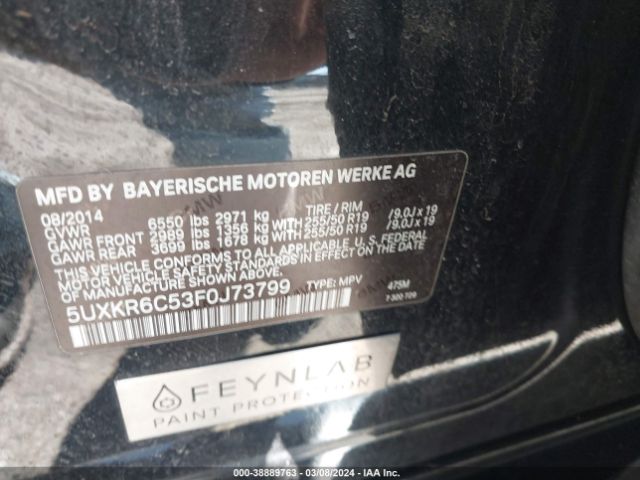 MFD BY BAYERISCHE MOTOREN WERKE AG
08/2014 TIRE / RIM
GVWR 6550 lbs 2971 kg
GAWR FRONT 2989 lbs 1356 kg WITH 255/50 R19 /9.0J x 19
GAWR REAR 3699 lbs 1678 kg WITH 255/50 R19 /9.0J x 19
THIS VEHICLE CONFORMS TO ALL APPLICABLE U.S. FEDERAL
MOTOR VEHICLE SAFETY STANDARDS IN EFFECT ON THE DATE
OF MANUFACTURE SHOWN ABOVE.
5UXKR6C53F0J73799 TYPE: MPV 475M
7-322-709
FEYNLAB
PAINT PROTECTION
000-38889763 — 03/08/2024 — IAA Inc.